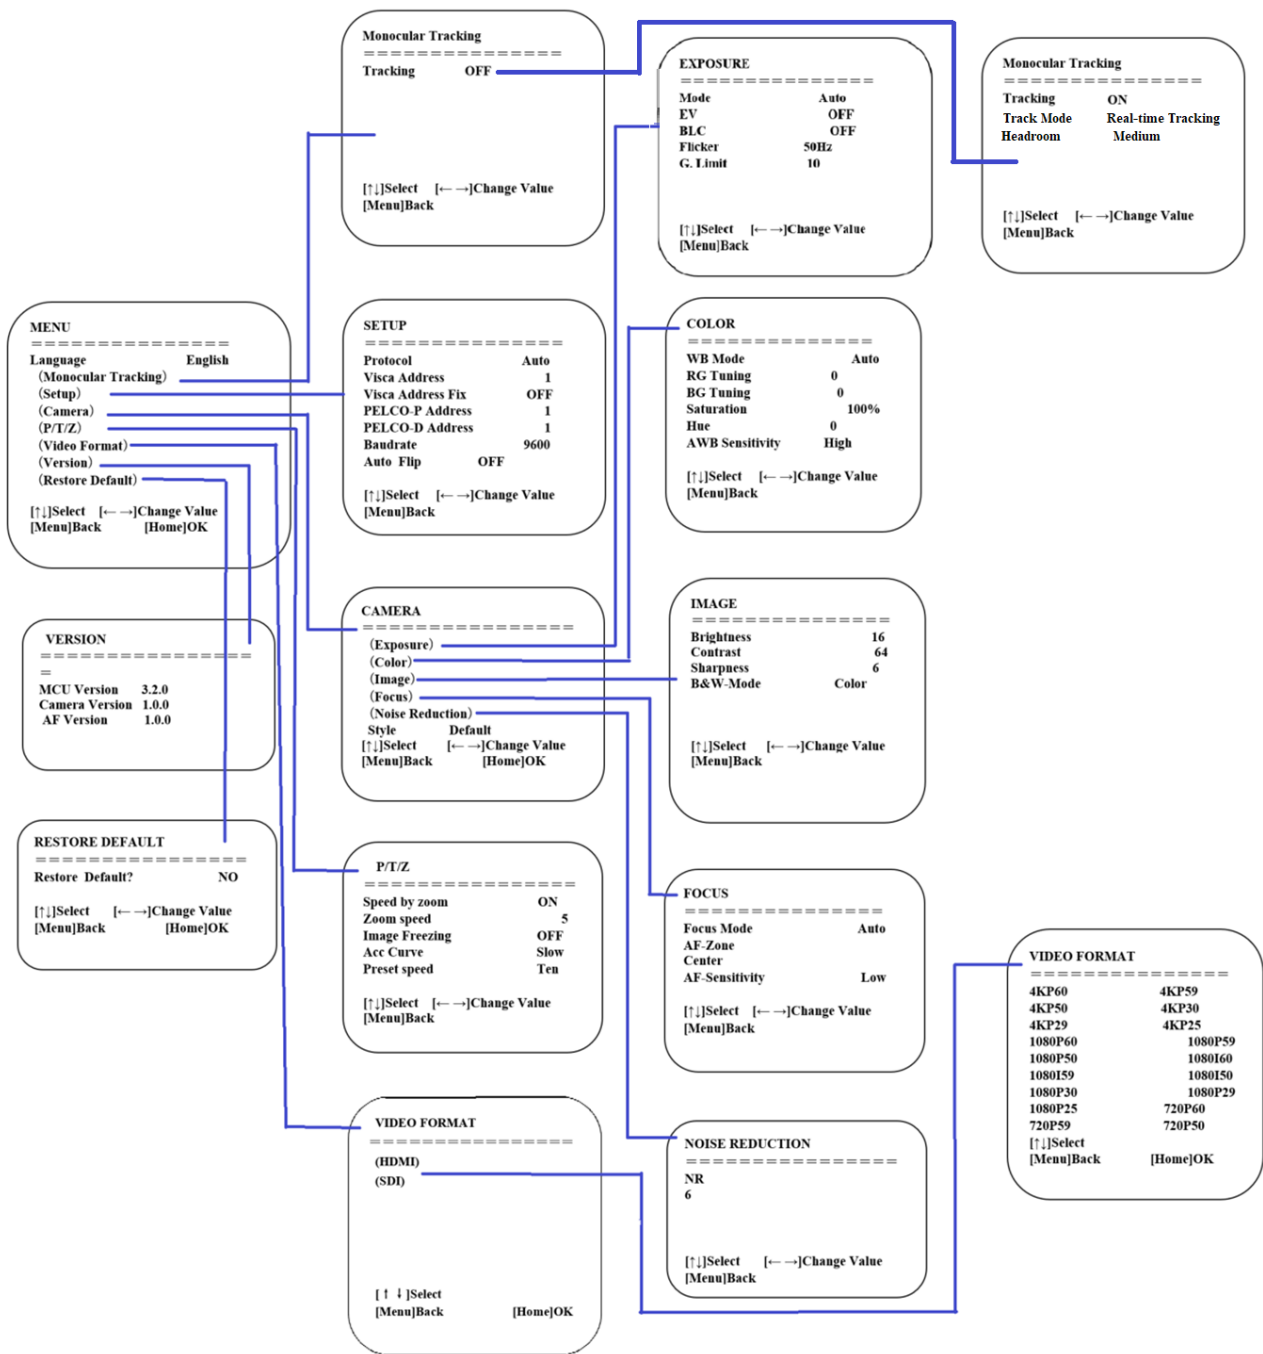 Monocular Tracking
===============
Tracking OFF
[↑↓]Select [← →]Change Value
[Menu]Back
EXPOSURE
===============
Mode Auto
EV OFF
BLC OFF
Flicker 50Hz
G. Limit 10
[↑↓]Select [← →]Change Value
[Menu]Back
Monocular Tracking
===============
Tracking ON
Track Mode Real-time Tracking
Headroom Medium
[↑↓]Select [← →]Change Value
[Menu]Back
MENU
===============
Language English
(Monocular Tracking)
(Setup)
(Camera)
(P/T/Z)
(Video Format)
(Version)
(Restore Default)
[↑↓]Select [← →]Change Value
[Menu]Back [Home]OK
SETUP
================
Protocol Auto
Visca Address 1
Visca Address Fix OFF
PELCO-P Address 1
PELCO-D Address 1
Baudrate 9600
Auto Flip OFF
[↑↓]Select [← →]Change Value
[Menu]Back
COLOR
==============
WB Mode Auto
RG Tuning 0
BG Tuning 0
Saturation 100%
Hue 0
AWB Sensitivity High
[↑↓]Select [← →]Change Value
[Menu]Back
VERSION
================
=
MCU Version 3.2.0
Camera Version 1.0.0
AF Version 1.0.0
CAMERA
================
(Exposure)
(Color)
(Image)
(Focus)
(Noise Reduction)
Style Default
[↑↓]Select [← →]Change Value
[Menu]Back [Home]OK
IMAGE
===============
Brightness 16
Contrast 64
Sharpness 6
B&W-Mode Color
[↑↓]Select [← →]Change Value
[Menu]Back
RESTORE DEFAULT
================
Restore Default? NO
[↑↓]Select [← →]Change Value
[Menu]Back [Home]OK
P/T/Z
================
Speed by zoom ON
Zoom speed 5
Image Freezing OFF
Acc Curve Slow
Preset speed Ten
[↑↓]Select [← →]Change Value
[Menu]Back
FOCUS
===============
Focus Mode Auto
AF-Zone
Center
AF-Sensitivity Low
[↑↓]Select [← →]Change Value
[Menu]Back
VIDEO FORMAT
===============
4KP60 4KP59
4KP50 4KP30
4KP29 4KP25
1080P60 1080P59
1080P50 1080I60
1080I59 1080I50
1080P30 1080P29
1080P25 720P60
720P59 720P50
[↑↓]Select
[Menu]Back [Home]OK
VIDEO FORMAT
===============
(HDMI)
(SDI)
[↑↓]Select
[Menu]Back [Home]OK
NOISE REDUCTION
================
NR
6
[↑↓]Select [← →]Change Value
[Menu]Back